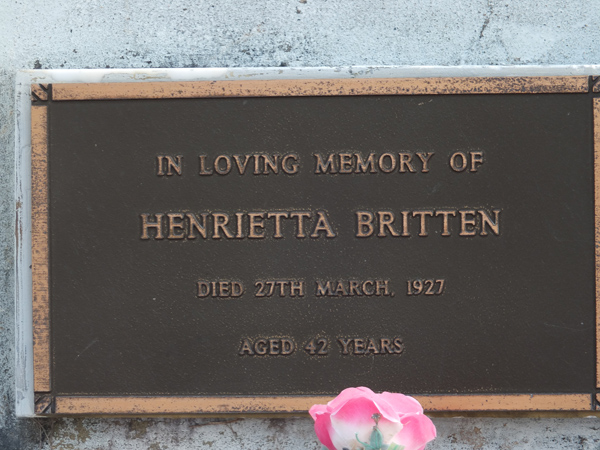 IN LOVING MEMORY OF
HENRIETTA BRITTEN
DIED 27TH MARCH, 1927
AGED 42 YEARS